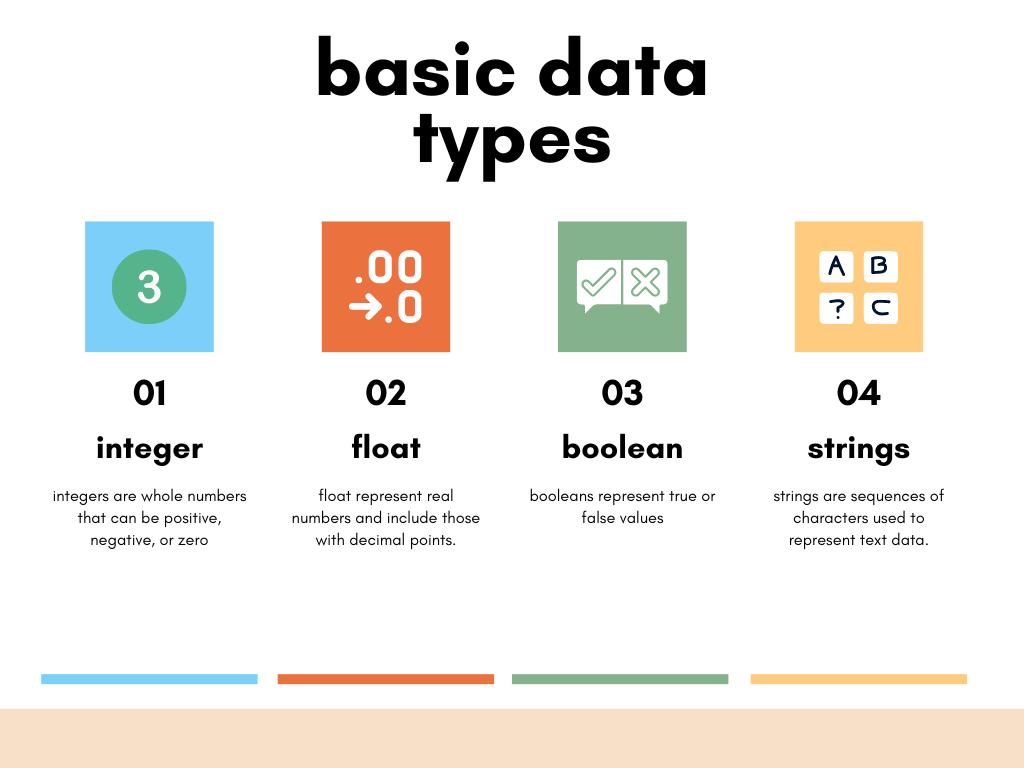 basic data
types
3
.00
→.0
A B
? C
01
integer
integers are whole numbers
that can be positive,
negative, or zero
02
float
float represent real
numbers and include those
with decimal points.
03
boolean
booleans represent true or
false values
04
strings
strings are sequences of
characters used to
represent text data.